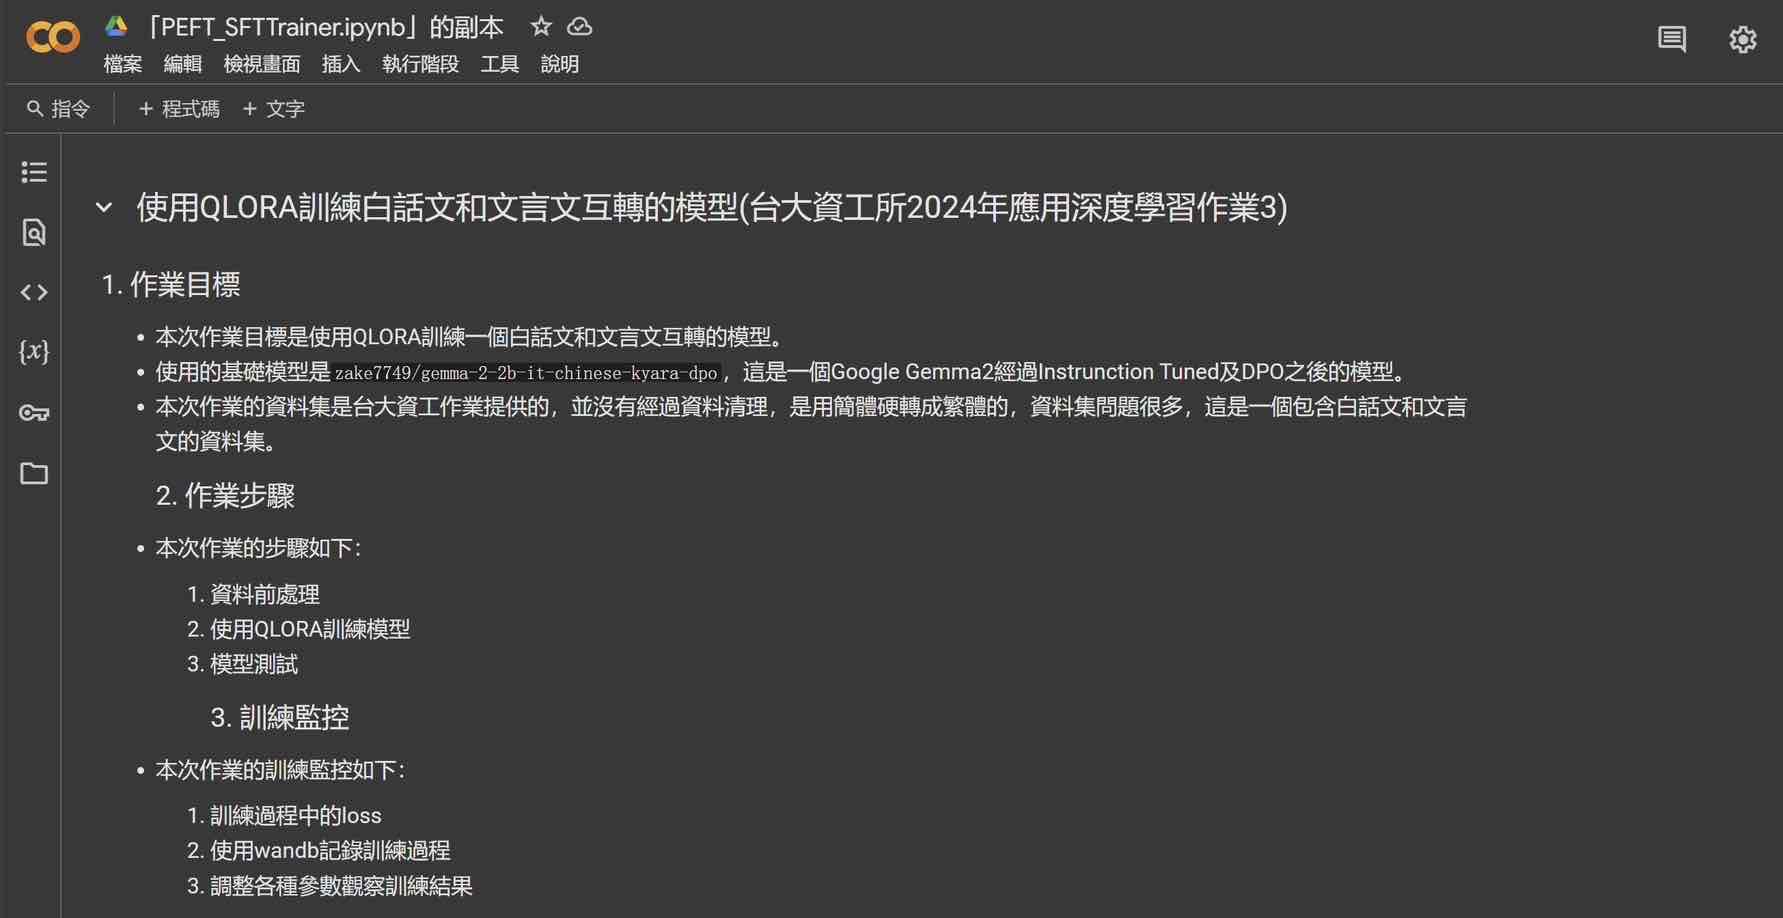 「PEFT_SFTTrainer.ipynb」的副本
檔案 編輯 檢視畫面 插入 執行階段 工具 說明
指令 + 程式碼 + 文字
使用QLORA訓練白話文和文言文互轉的模型(台大資工所2024年應用深度學習作業3)
1. 作業目標
• 本次作業目標是使用QLORA訓練一個白話文和文言文互轉的模型。
• 使用的基礎模型是 zake7749/gemma-2-2b-it-chinese-kyara-dpo，這是一個Google Gemma2經過Instrunction Tuned及DPO之後的模型。
• 本次作業的資料集是台大資工作業提供的，並沒有經過資料清理，是用簡體硬轉成繁體的，資料集問題很多，這是一個包含白話文和文言
文的資料集。
2. 作業步驟
• 本次作業的步驟如下：
1. 資料前處理
2. 使用QLORA訓練模型
3. 模型測試
3. 訓練監控
• 本次作業的訓練監控如下：
1. 訓練過程中的loss
2. 使用wandb記錄訓練過程
3. 調整各種參數觀察訓練結果